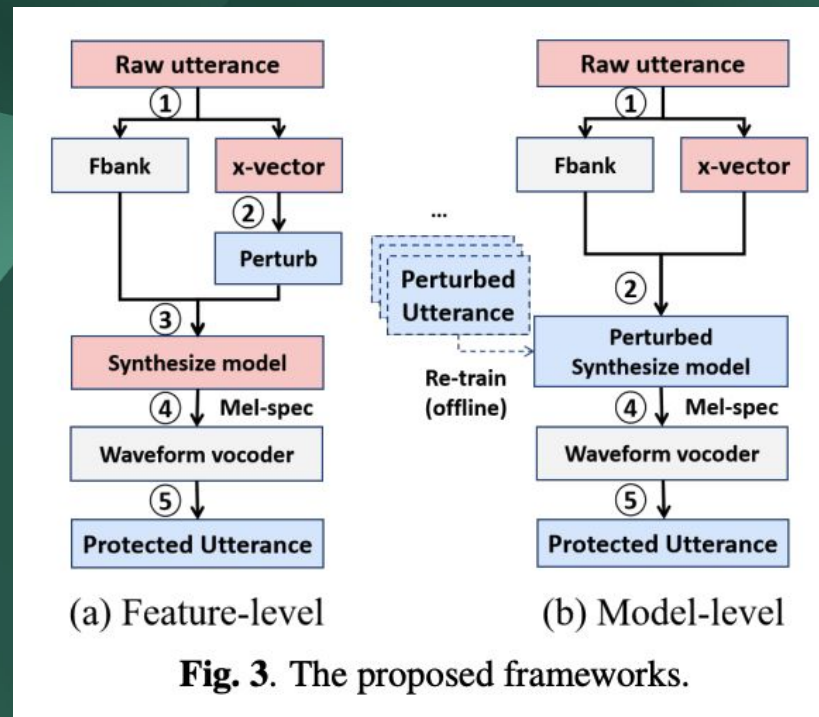 Raw utterance
①
Fbank
x-vector
②
Perturb
③
Synthesize model
④ Mel-spec
Waveform vocoder
⑤
Protected Utterance
(a) Feature-level
...
Perturbed
Utterance
Re-train
(offline)
Raw utterance
①
Fbank
x-vector
②
Perturbed
Synthesize model
④ Mel-spec
Waveform vocoder
⑤
Protected Utterance
(b) Model-level
Fig. 3. The proposed frameworks.